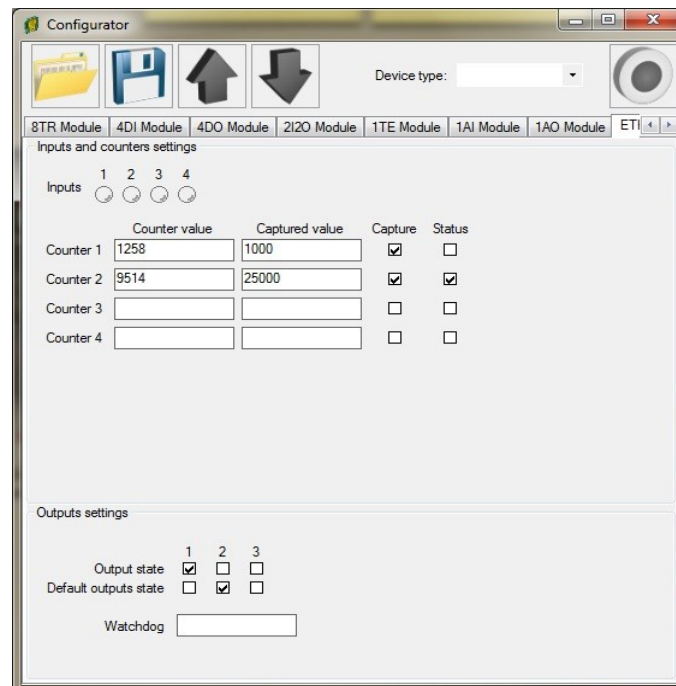 Configurator
Device type:
8TR Module 4DI Module 4DO Module 2I2O Module 1TE Module 1AI Module 1AO Module ETI
Inputs and counters settings
1 2 3 4
Inputs
Counter value Captured value Capture Status
Counter 1 1258 1000
Counter 2 9514 25000
Counter 3
Counter 4
Outputs settings
1 2 3
Output state
Default outputs state
Watchdog